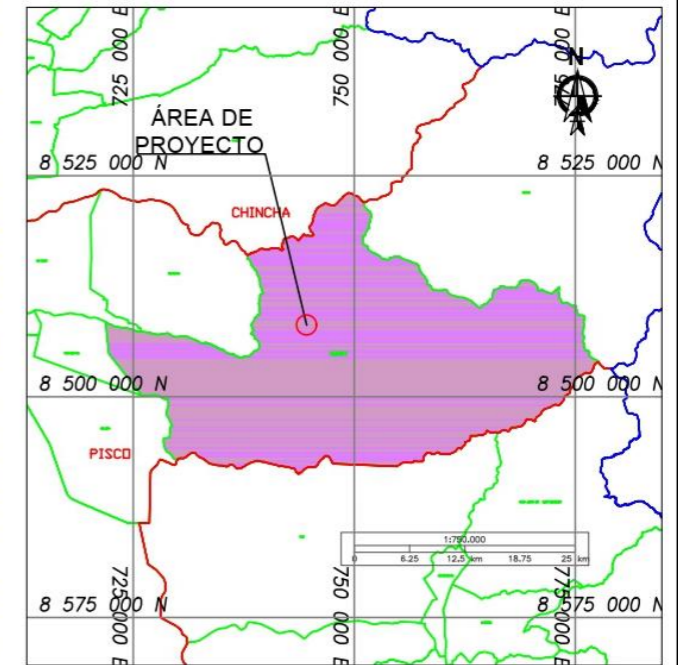 725 000 E
750 000 E
775 000 E
N
ÁREA DE
PROYECTO
8 525 000 N
8 525 000 N
CHINCHA
8 500 000 N
8 500 000 N
PISCO
1:750,000
0 6.25 12.5 km 18.75 25 km
8 575 000 N
8 575 000 N
725 000 E
750 000 E
775 000 E